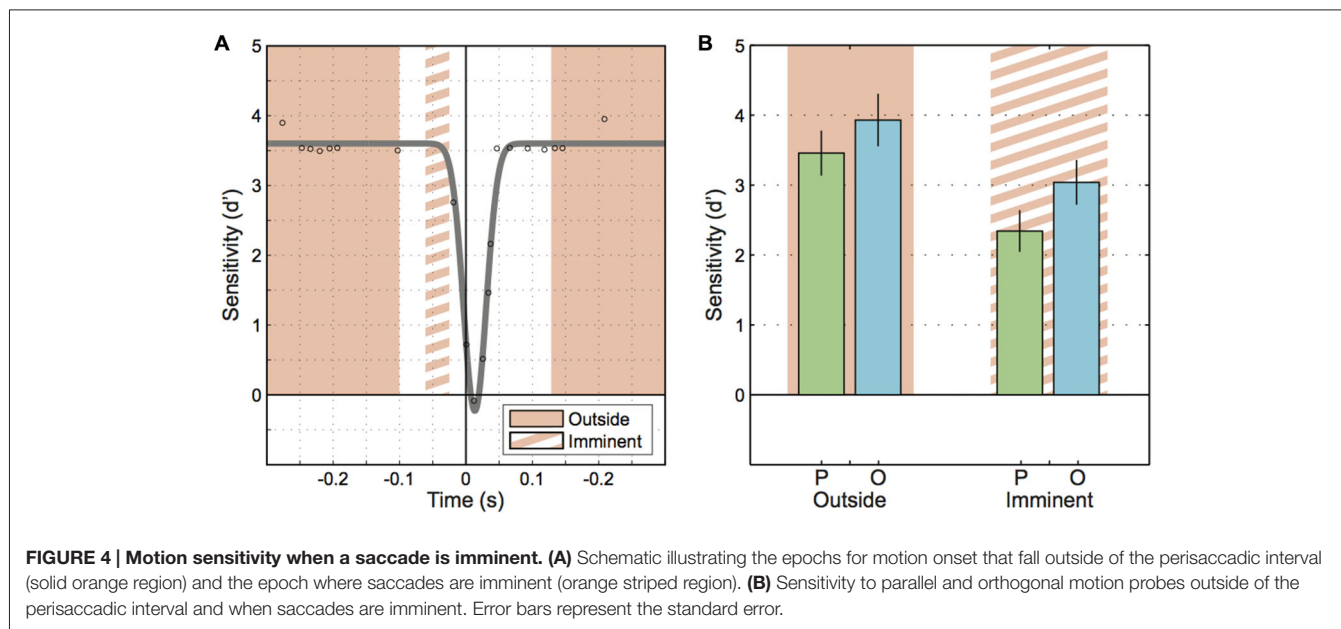 A
B
5
4
3
2
1
0
Sensitivity (d')
-0.2
-0.1
0
0.1
-0.2
Time (s)
Outside
Imminent
5
4
3
2
1
0
Sensitivity (d')
P O P O
Outside Imminent
FIGURE 4 | Motion sensitivity when a saccade is imminent. (A) Schematic illustrating the epochs for motion onset that fall outside of the perisaccadic interval
(solid orange region) and the epoch where saccades are imminent (orange striped region). (B) Sensitivity to parallel and orthogonal motion probes outside of the
perisaccadic interval and when saccades are imminent. Error bars represent the standard error.